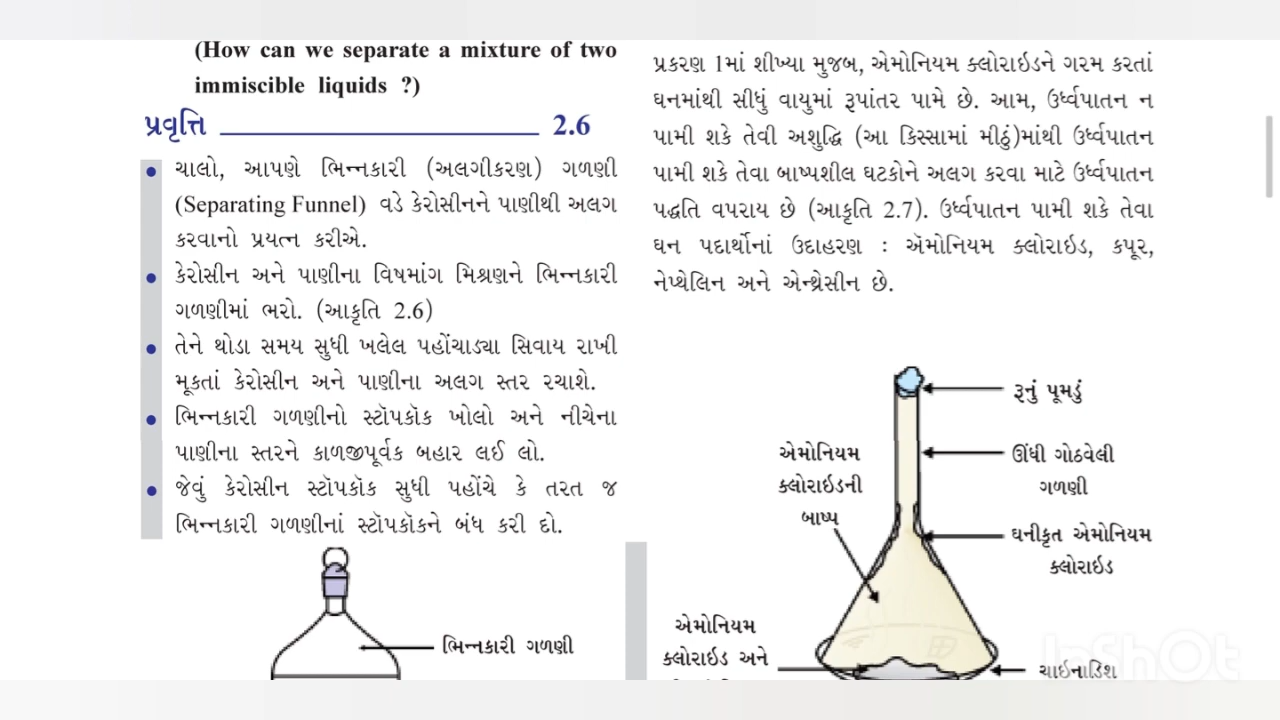 (How can we separate a mixture of two
immiscible liquids ?)
પ્રવૃત્તિ 2.6
• ચાલો, આપણે ભિન્નકારી (અલગીકરણ) ગળણી
(Separating Funnel) વડે કેરોસીનને પાણીથી અલગ
કરવાનો પ્રયત્ન કરીએ.
• કેરોસીન અને પાણીના વિષમાંગ મિશ્રણને ભિન્નકારી
ગળણીમાં ભરો. (આકૃતિ 2.6)
• તેને થોડા સમય સુધી ખલેલ પહોંચાડ્યા સિવાય રાખી
મૂકતાં કેરોસીન અને પાણીના અલગ સ્તર રચાશે.
• ભિન્નકારી ગળણીનો સ્ટૉપકૉક ખોલો અને નીચેના
પાણીના સ્તરને કાળજીપૂર્વક બહાર લઈ લો.
• જેવું કેરોસીન સ્ટૉપકૉક સુધી પહોંચે કે તરત જ
ભિન્નકારી ગળણીનાં સ્ટૉપકૉકને બંધ કરી દો.
ભિન્નકારી ગળણી
પ્રકરણ 1માં શીખ્યા મુજબ, એમોનિયમ ક્લોરાઇડને ગરમ કરતાં
ઘનમાંથી સીધું વાયુમાં રૂપાંતર પામે છે. આમ, ઉર્ધ્વપાતન ન
પામી શકે તેવી અશુદ્ધિ (આ કિસ્સામાં મીઠું)માંથી ઉર્ધ્વપાતન
પામી શકે તેવા બાષ્પશીલ ઘટકોને અલગ કરવા માટે ઉર્ધ્વપાતન
પદ્ધતિ વપરાય છે (આકૃતિ 2.7). ઉર્ધ્વપાતન પામી શકે તેવા
ઘન પદાર્થોનાં ઉદાહરણ : ઍમોનિયમ ક્લોરાઇડ, કપૂર,
નેપ્થેલિન અને એન્થ્રેસીન છે.
રૂનું પૂમડું
એમોનિયમ
ક્લોરાઇડની
બાષ્પ
ઊંધી ગોઠવેલી
ગળણી
ઘનીકૃત એમોનિયમ
ક્લોરાઇડ
એમોનિયમ
ક્લોરાઇડ અને
ચાઇનાડિશ
InShOt